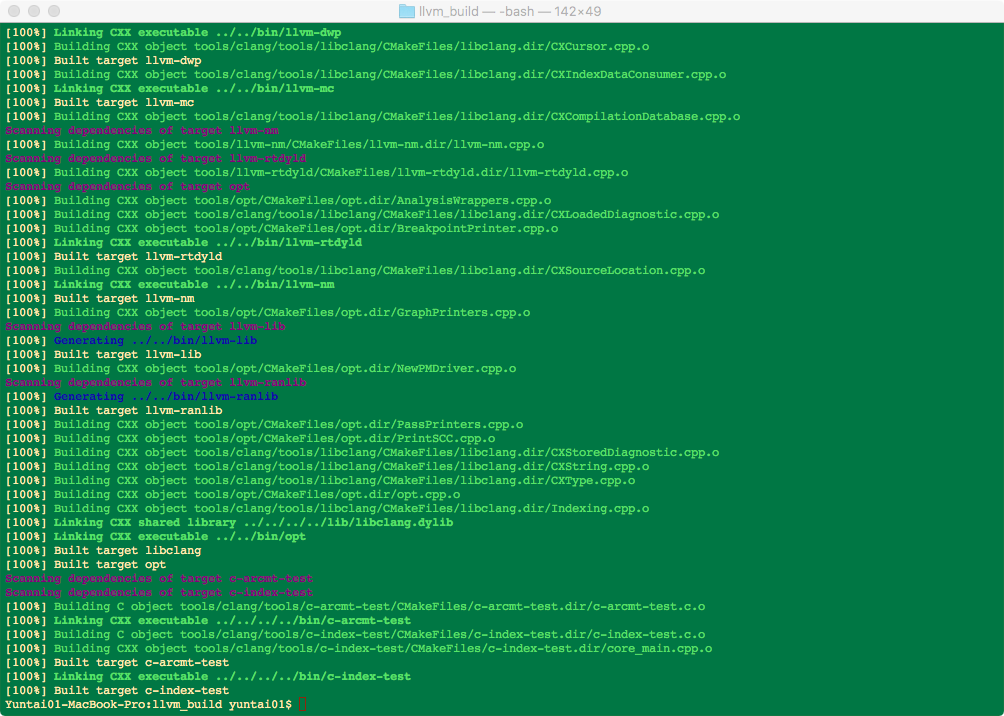 llvm_build — -bash — 142×49
[100%] Linking CXX executable ../../bin/llvm-dwp
[100%] Building CXX object tools/clang/tools/libclang/CMakeFiles/libclang.dir/CXCursor.cpp.o
[100%] Built target llvm-dwp
[100%] Building CXX object tools/clang/tools/libclang/CMakeFiles/libclang.dir/CXIndexDataConsumer.cpp.o
[100%] Linking CXX executable ../../bin/llvm-mc
[100%] Built target llvm-mc
[100%] Building CXX object tools/clang/tools/libclang/CMakeFiles/libclang.dir/CXCompilationDatabase.cpp.o
Scanning dependencies of target llvm-nm
[100%] Building CXX object tools/llvm-nm/CMakeFiles/llvm-nm.dir/llvm-nm.cpp.o
Scanning dependencies of target llvm-rtdyld
[100%] Building CXX object tools/llvm-rtdyld/CMakeFiles/llvm-rtdyld.dir/llvm-rtdyld.cpp.o
Scanning dependencies of target opt
[100%] Building CXX object tools/opt/CMakeFiles/opt.dir/AnalysisWrappers.cpp.o
[100%] Building CXX object tools/clang/tools/libclang/CMakeFiles/libclang.dir/CXLoadedDiagnostic.cpp.o
[100%] Building CXX object tools/opt/CMakeFiles/opt.dir/BreakpointPrinter.cpp.o
[100%] Linking CXX executable ../../bin/llvm-rtdyld
[100%] Built target llvm-rtdyld
[100%] Building CXX object tools/clang/tools/libclang/CMakeFiles/libclang.dir/CXSourceLocation.cpp.o
[100%] Linking CXX executable ../../bin/llvm-nm
[100%] Built target llvm-nm
[100%] Building CXX object tools/opt/CMakeFiles/opt.dir/GraphPrinters.cpp.o
Scanning dependencies of target llvm-lib
[100%] Generating ../../bin/llvm-lib
[100%] Built target llvm-lib
[100%] Building CXX object tools/opt/CMakeFiles/opt.dir/NewPMDriver.cpp.o
Scanning dependencies of target llvm-ranlib
[100%] Generating ../../bin/llvm-ranlib
[100%] Built target llvm-ranlib
[100%] Building CXX object tools/opt/CMakeFiles/opt.dir/PassPrinters.cpp.o
[100%] Building CXX object tools/opt/CMakeFiles/opt.dir/PrintSCC.cpp.o
[100%] Building CXX object tools/clang/tools/libclang/CMakeFiles/libclang.dir/CXStoredDiagnostic.cpp.o
[100%] Building CXX object tools/clang/tools/libclang/CMakeFiles/libclang.dir/CXString.cpp.o
[100%] Building CXX object tools/clang/tools/libclang/CMakeFiles/libclang.dir/CXType.cpp.o
[100%] Building CXX object tools/opt/CMakeFiles/opt.dir/opt.cpp.o
[100%] Building CXX object tools/clang/tools/libclang/CMakeFiles/libclang.dir/Indexing.cpp.o
[100%] Linking CXX shared library ../../../../lib/libclang.dylib
[100%] Linking CXX executable ../../bin/opt
[100%] Built target libclang
[100%] Built target opt
Scanning dependencies of target c-arcmt-test
Scanning dependencies of target c-index-test
[100%] Building C object tools/clang/tools/c-arcmt-test/CMakeFiles/c-arcmt-test.dir/c-arcmt-test.c.o
[100%] Linking CXX executable ../../../../bin/c-arcmt-test
[100%] Building C object tools/clang/tools/c-index-test/CMakeFiles/c-index-test.dir/c-index-test.c.o
[100%] Building CXX object tools/clang/tools/c-index-test/CMakeFiles/c-index-test.dir/core_main.cpp.o
[100%] Built target c-arcmt-test
[100%] Linking CXX executable ../../../../bin/c-index-test
[100%] Built target c-index-test
Yuntai01-MacBook-Pro:llvm_build yuntai01$